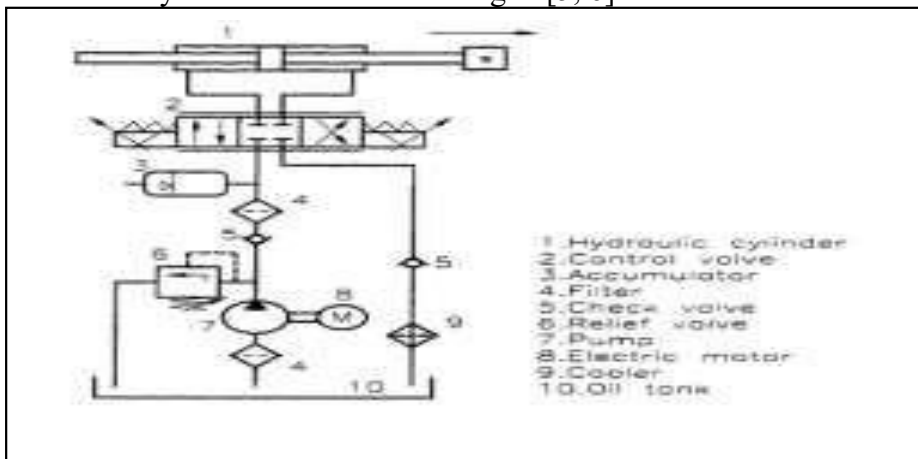 1
2
3
4
6
8
5
7
9
4
10
M
1.Hydraulic cylinder
2.Control valve
3.Accumulator
4.Filter
5.Check valve
6.Relief valve
7.Pump
8.Electric motor
9.Cooler
10.Oil tank